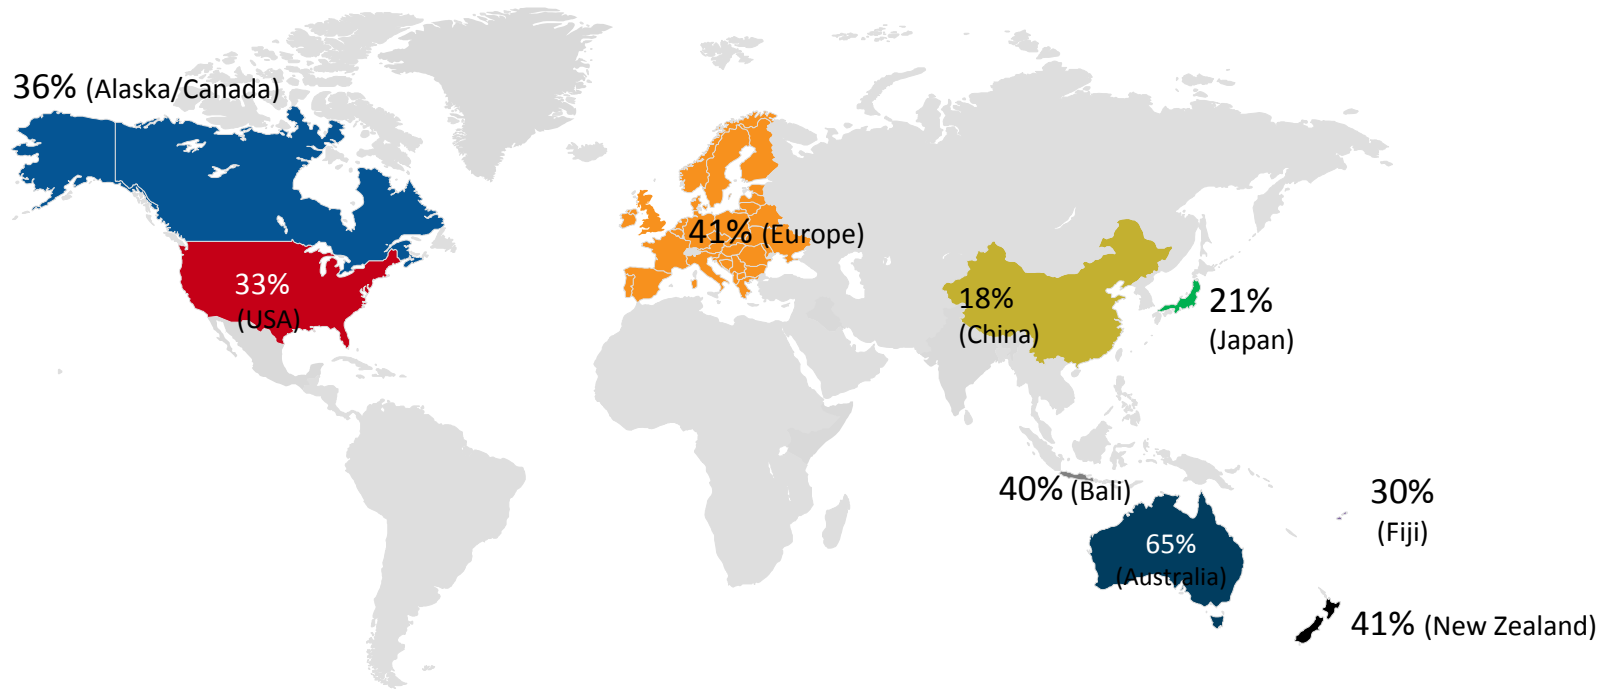 36% (Alaska/Canada)
41% (Europe)
33%
(USA)
18%
(China)
21%
(Japan)
40% (Bali)
30%
(Fiji)
65%
(Australia)
41% (New Zealand)